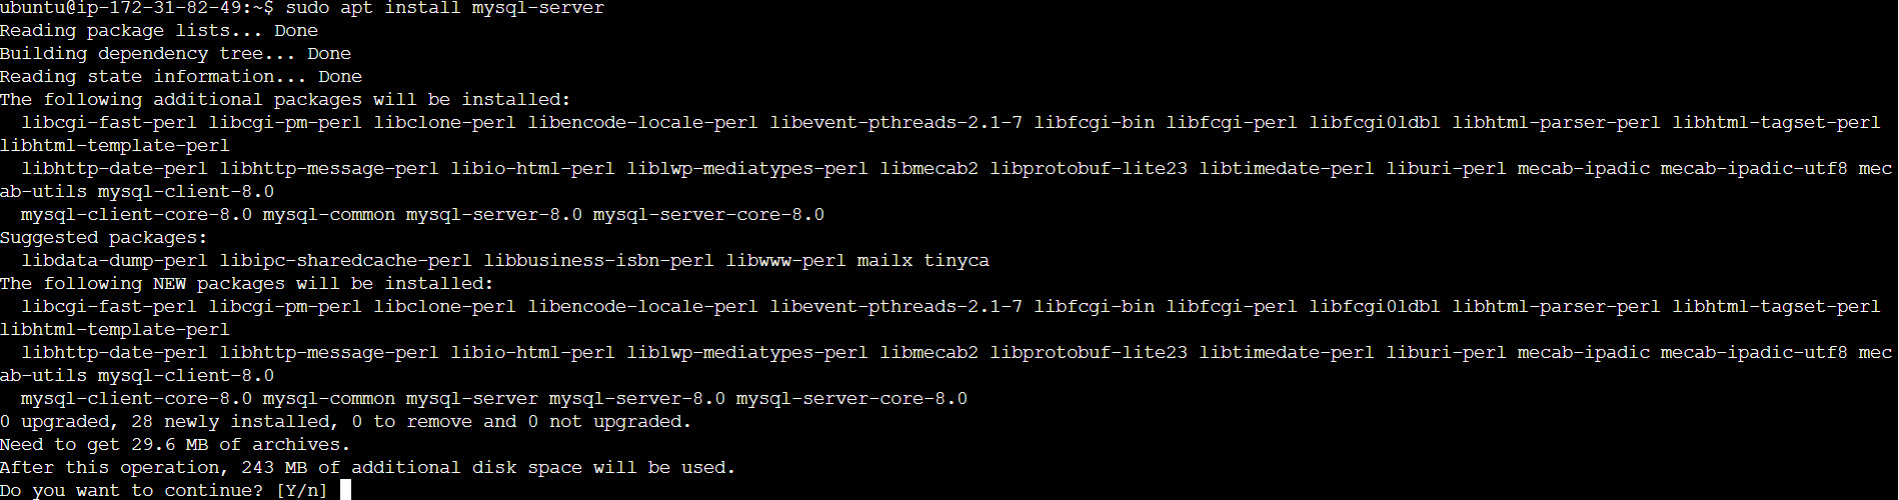 ubuntu@ip-172-31-82-49:~$ sudo apt install mysql-server
Reading package lists... Done
Building dependency tree... Done
Reading state information... Done
The following additional packages will be installed:
  libcgi-fast-perl libcgi-pm-perl libclone-perl libencode-locale-perl libevent-pthreads-2.1-7 libfcgi-bin libfcgi-perl libfcgi0ldbl libhtml-parser-perl libhtml-tagset-perl
libhtml-template-perl
  libhttp-date-perl libhttp-message-perl libio-html-perl liblwp-mediatypes-perl libmecab2 libprotobuf-lite23 libtimedate-perl liburi-perl mecab-ipadic mecab-ipadic-utf8 mec
ab-utils mysql-client-8.0
  mysql-client-core-8.0 mysql-common mysql-server-8.0 mysql-server-core-8.0
Suggested packages:
  libdata-dump-perl libipc-sharedcache-perl libbusiness-isbn-perl libwww-perl mailx tinyca
The following NEW packages will be installed:
  libcgi-fast-perl libcgi-pm-perl libclone-perl libencode-locale-perl libevent-pthreads-2.1-7 libfcgi-bin libfcgi-perl libfcgi0ldbl libhtml-parser-perl libhtml-tagset-perl
libhtml-template-perl
  libhttp-date-perl libhttp-message-perl libio-html-perl liblwp-mediatypes-perl libmecab2 libprotobuf-lite23 libtimedate-perl liburi-perl mecab-ipadic mecab-ipadic-utf8 mec
ab-utils mysql-client-8.0
  mysql-client-core-8.0 mysql-common mysql-server mysql-server-8.0 mysql-server-core-8.0
0 upgraded, 28 newly installed, 0 to remove and 0 not upgraded.
Need to get 29.6 MB of archives.
After this operation, 243 MB of additional disk space will be used.
Do you want to continue? [Y/n]